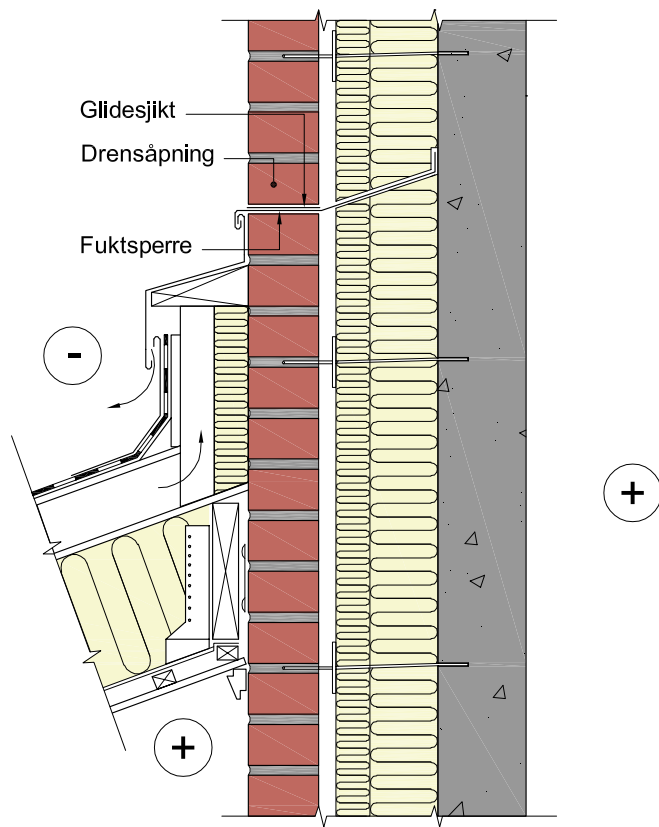 Glidesjikt
Drensåpning
Fuktsperre
-
+
+